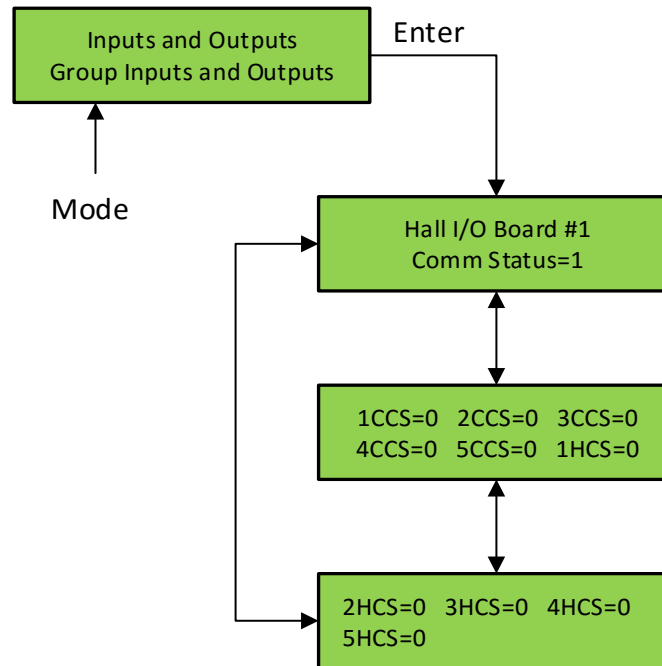 Inputs and Outputs
Group Inputs and Outputs
Enter
Mode
Hall I/O Board #1
Comm Status=1
1CCS=0 2CCS=0 3CCS=0
4CCS=0 5CCS=0 1HCS=0
2HCS=0 3HCS=0 4HCS=0
5HCS=0